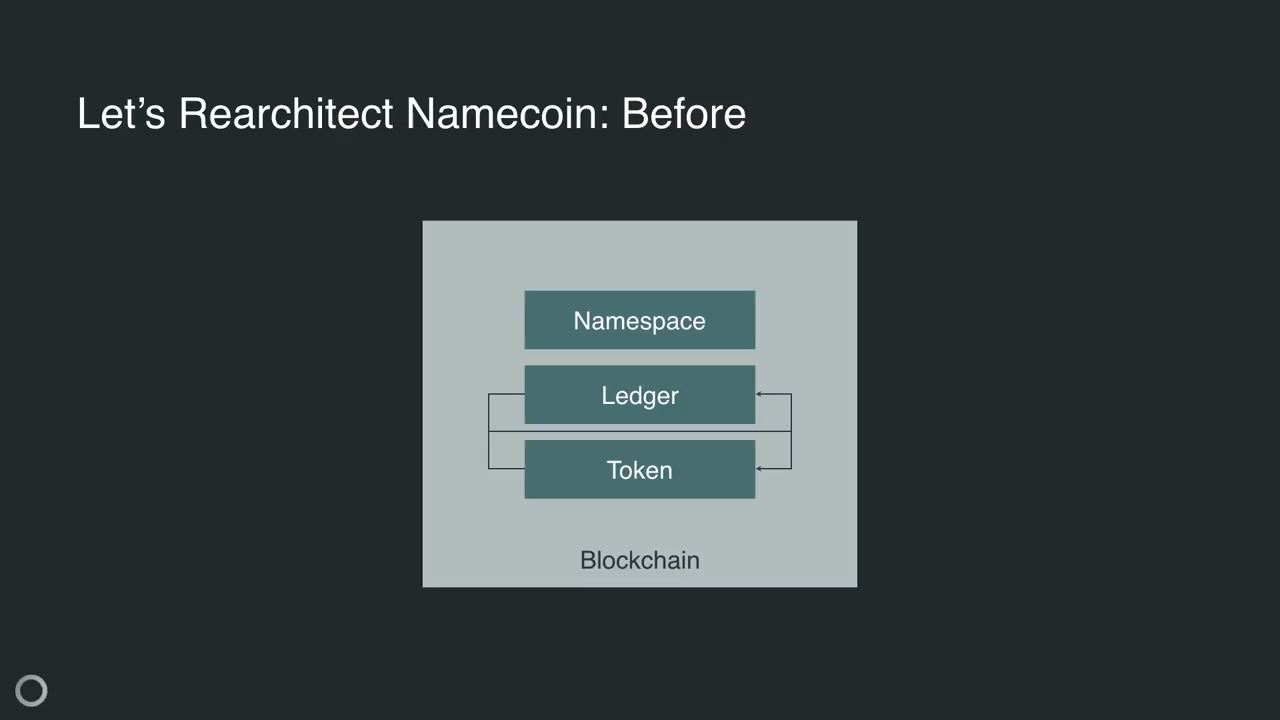 Let’s Rearchitect Namecoin: Before
Namespace
Ledger
Token
Blockchain